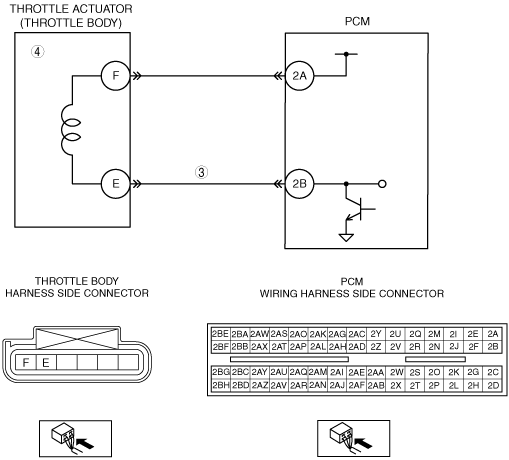 THROTTLE ACTUATOR
(THROTTLE BODY)
PCM
④
F
2A
③
E
2B
THROTTLE BODY
HARNESS SIDE CONNECTOR
PCM
WIRING HARNESS SIDE CONNECTOR
F E
2BE 2BA 2AW 2AS 2AO 2AK 2AG 2AC 2Y 2U 2Q 2M 2I 2E 2A
2BF 2BB 2AX 2AT 2AP 2AL 2AH 2AD 2Z 2V 2R 2N 2J 2F 2B
2BG 2BC 2AY 2AU 2AQ 2AM 2AI 2AE 2AA 2W 2S 2O 2K 2G 2C
2BH 2BD 2AZ 2AV 2AR 2AN 2AJ 2AF 2AB 2X 2T 2P 2L 2H 2D